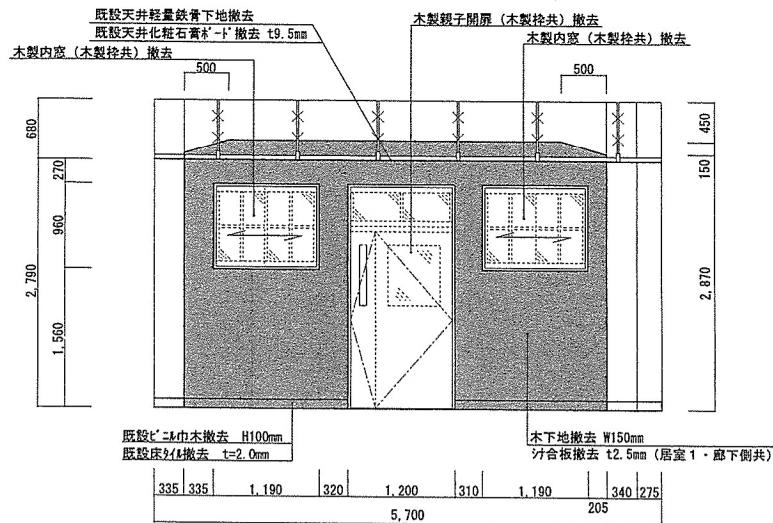 既設天井軽量鉄骨下地撤去
既設天井化粧石膏ボード撤去 t9.5mm
木製親子開扉(木製枠共)撤去
木製内窓(木製枠共)撤去
木製内窓(木製枠共)撤去
500
500
680
270
960
2,790
1,560
450
150
2,870
既設ビニル巾木撤去 H100mm
既設床タイル撤去 t=2.0mm
木下地撤去 W150mm
シナ合板撤去 t2.5mm(居室1・廊下側共)
335
335
1,190
320
1,200
310
1,190
205
340
275
5,700